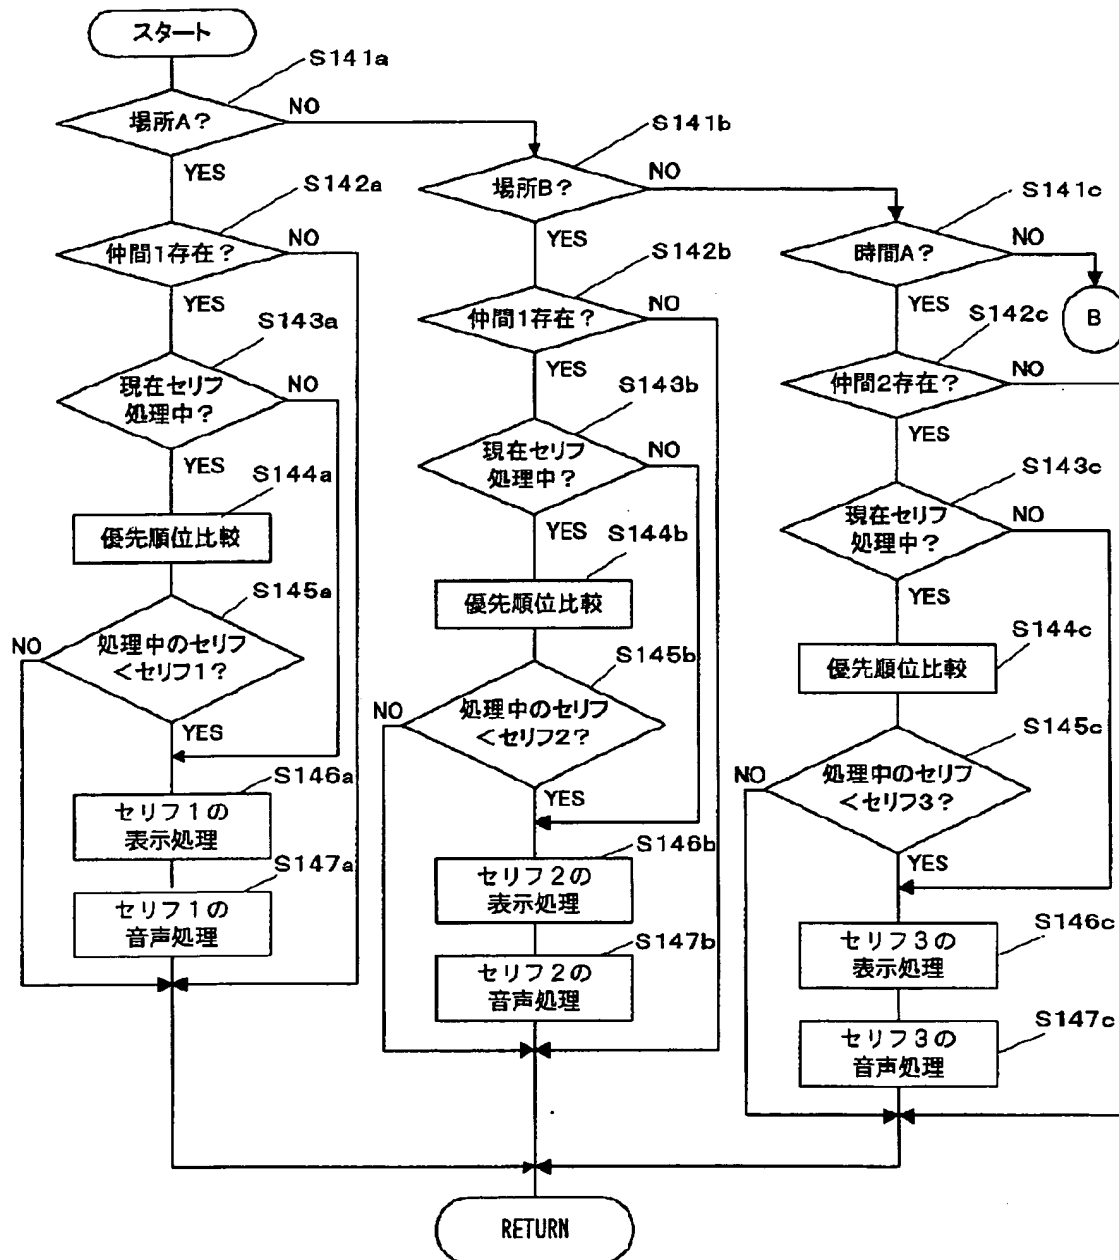 スタート
S141a
場所A?
NO
YES
S142a
仲間1存在?
NO
YES
S143a
現在セリフ
処理中?
NO
YES
S144a
優先順位比較
S145a
処理中のセリフ
<セリフ1?
NO
YES
S146a
セリフ1の
表示処理
S147a
セリフ1の
音声処理
S141b
場所B?
NO
YES
S142b
仲間1存在?
NO
YES
S143b
現在セリフ
処理中?
NO
YES
S144b
優先順位比較
S145b
処理中のセリフ
<セリフ2?
NO
YES
S146b
セリフ2の
表示処理
S147b
セリフ2の
音声処理
S141c
時間A?
NO
B
YES
S142c
仲間2存在?
NO
YES
S143c
現在セリフ
処理中?
NO
YES
S144c
優先順位比較
S145c
処理中のセリフ
<セリフ3?
NO
YES
S146c
セリフ3の
表示処理
S147c
セリフ3の
音声処理
RETURN